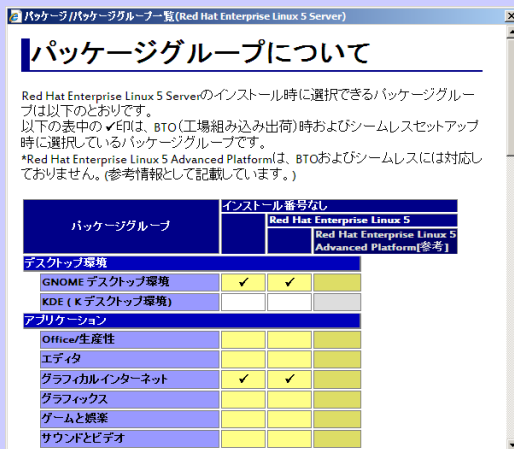 パッケージ/パッケージグループ一覧(Red Hat Enterprise Linux 5 Server)
パッケージグループについて
Red Hat Enterprise Linux 5 Serverのインストール時に選択できるパッケージグルー
プは以下のとおりです。
以下の表中の ✓印は、BTO(工場組み込み出荷)時およびシームレスセットアップ
時に選択しているパッケージグループです。
*Red Hat Enterprise Linux 5 Advanced Platformは、BTOおよびシームレスには対応し
ておりません。(参考情報として記載しています。)
パッケージグループ
インストール番号なし
Red Hat Enterprise Linux 5
Red Hat Enterprise Linux 5
Advanced Platform[参考]
デスクトップ環境
GNOME デスクトップ環境 ✓ ✓
KDE ( K デスクトップ環境)
アプリケーション
Office/生産性
エディタ
グラフィカルインターネット ✓ ✓
グラフィックス
ゲームと娯楽
サウンドとビデオ